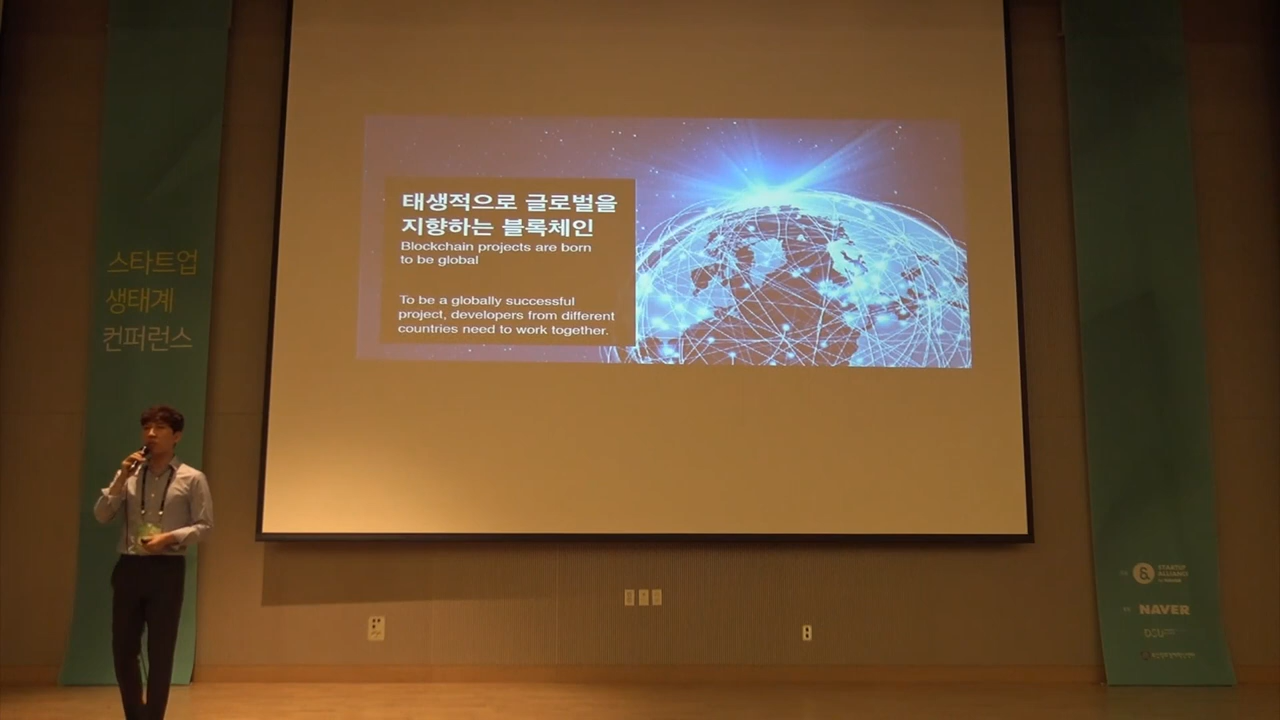 태생적으로 글로벌을
지향하는 블록체인
Blockchain projects are born
to be global
To be a globally successful
project, developers from different
countries need to work together.
스타트업
생태계
컨퍼런스
STARTUP
ALLIANCE
NAVER